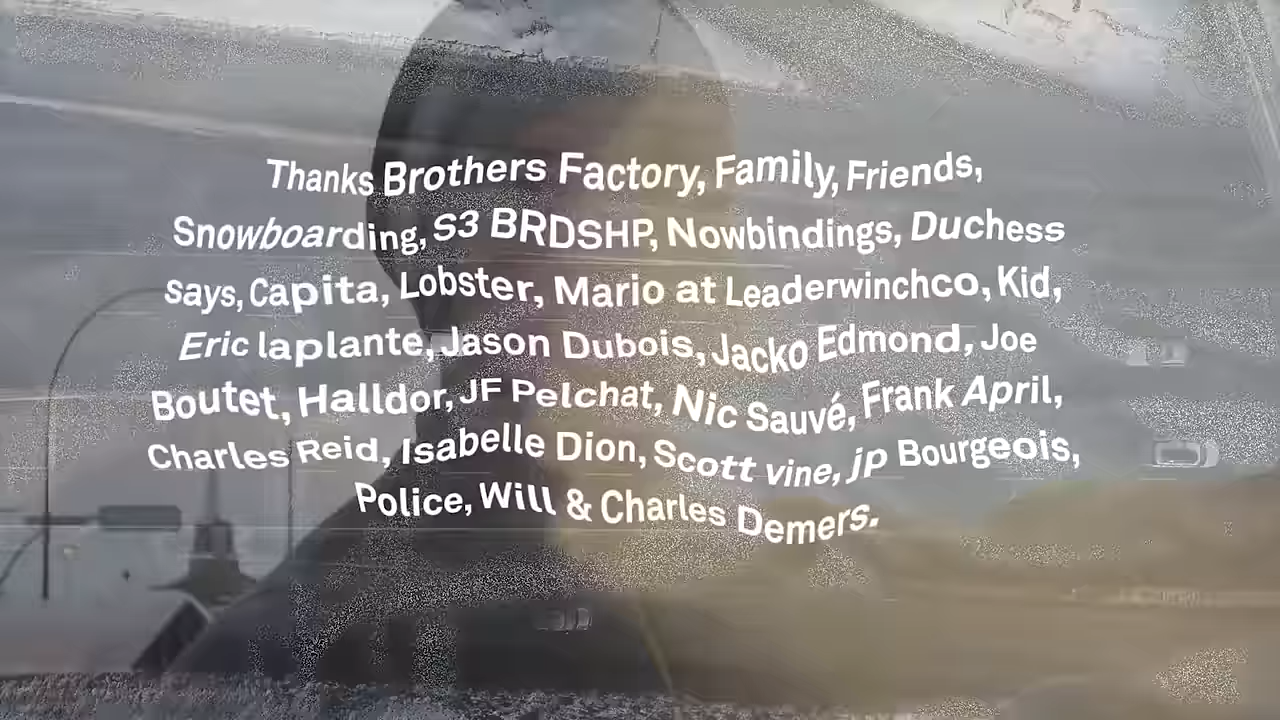 Thanks Brothers Factory, Family, Friends,
Snowboarding, S3 BRDSHP, Nowbindings, Duchess
says, Capita, Lobster, Mario at Leaderwinchco, Kid,
Eric laplante, Jason Dubois, Jacko Edmond, Joe
Boutet, Halldor, JF Pelchat, Nic Sauvé, Frank April,
Charles Reid, Isabelle Dion, Scott vine, jp Bourgeois,
Police, Will & Charles Demers.